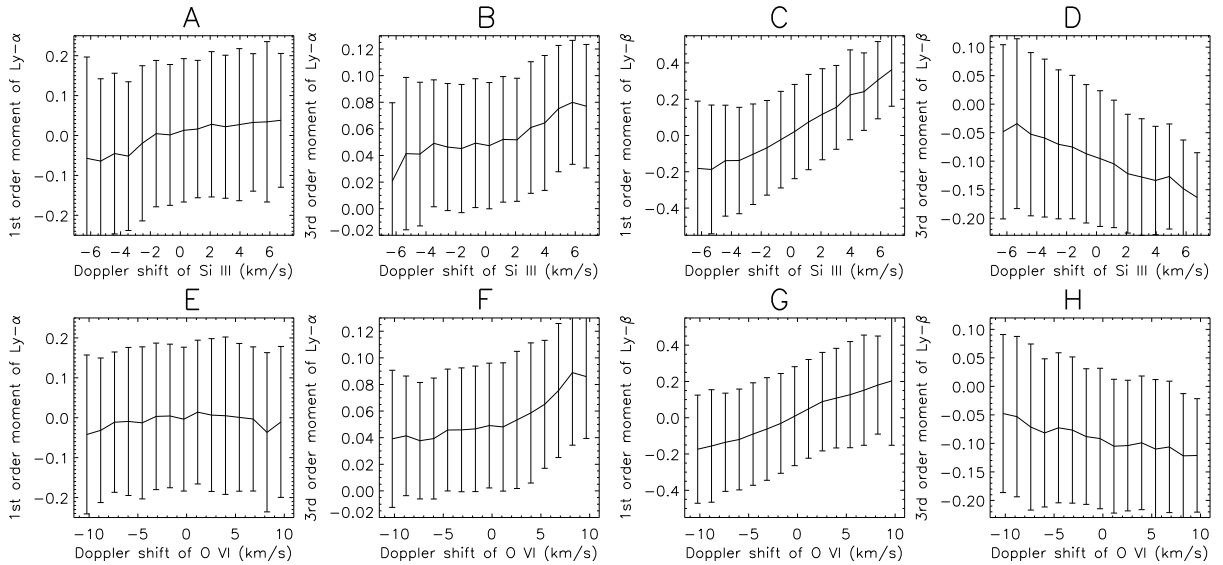 A
B
C
D
1st order moment of Ly−α
0.2
0.1
0.0
−0.1
−0.2
−6 −4 −2 0 2 4 6
Doppler shift of Si III (km/s)
3rd order moment of Ly−α
0.12
0.10
0.08
0.06
0.04
0.02
0.00
−0.02
−6 −4 −2 0 2 4 6
Doppler shift of Si III (km/s)
1st order moment of Ly−β
0.4
0.2
0.0
−0.2
−0.4
−6 −4 −2 0 2 4 6
Doppler shift of Si III (km/s)
3rd order moment of Ly−β
0.10
0.05
0.00
−0.05
−0.10
−0.15
−0.20
−6 −4 −2 0 2 4 6
Doppler shift of Si III (km/s)
E
F
G
H
1st order moment of Ly−α
0.2
0.1
0.0
−0.1
−0.2
−10 −5 0 5 10
Doppler shift of O VI (km/s)
3rd order moment of Ly−α
0.12
0.10
0.08
0.06
0.04
0.02
0.00
−0.02
−10 −5 0 5 10
Doppler shift of O VI (km/s)
1st order moment of Ly−β
0.4
0.2
0.0
−0.2
−0.4
−10 −5 0 5 10
Doppler shift of O VI (km/s)
3rd order moment of Ly−β
0.10
0.05
0.00
−0.05
−0.10
−0.15
−0.20
−10 −5 0 5 10
Doppler shift of O VI (km/s)